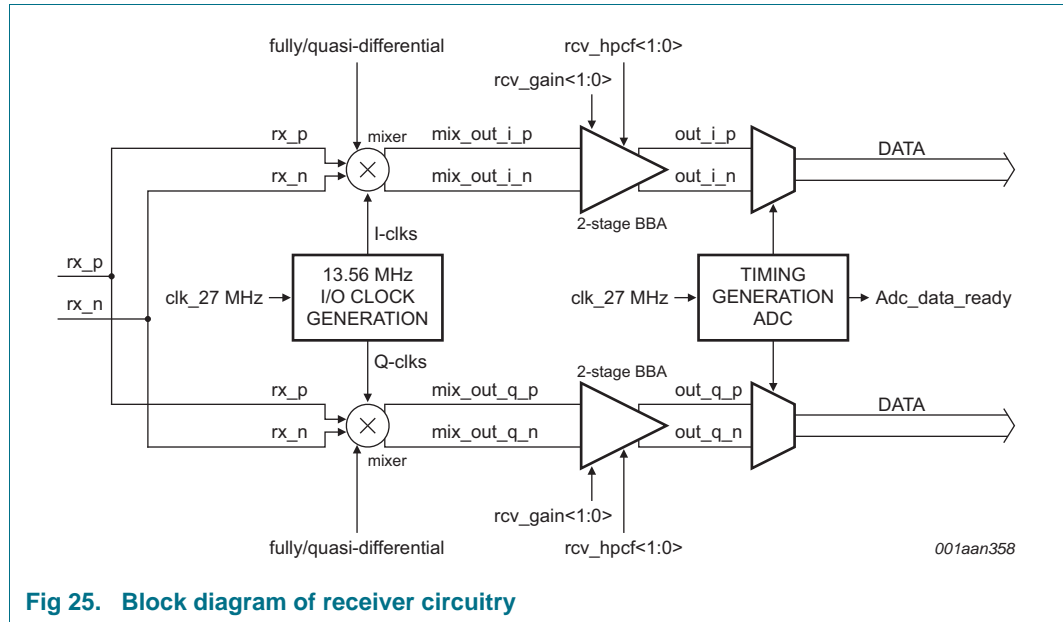 fully/quasi-differential
rcv_hpcf<1:0>
rcv_gain<1:0>
rx_p
mixer
mix_out_i_p
out_i_p
DATA
rx_n
mix_out_i_n
out_i_n
2-stage BBA
I-clks
rx_p
rx_n
clk_27 MHz
13.56 MHz
I/O CLOCK
GENERATION
clk_27 MHz
TIMING
GENERATION
ADC
Adc_data_ready
Q-clks
2-stage BBA
rx_p
mix_out_q_p
out_q_p
DATA
rx_n
mixer
mix_out_q_n
out_q_n
rcv_gain<1:0>
fully/quasi-differential
rcv_hpcf<1:0>
001aan358
Fig 25. Block diagram of receiver circuitry